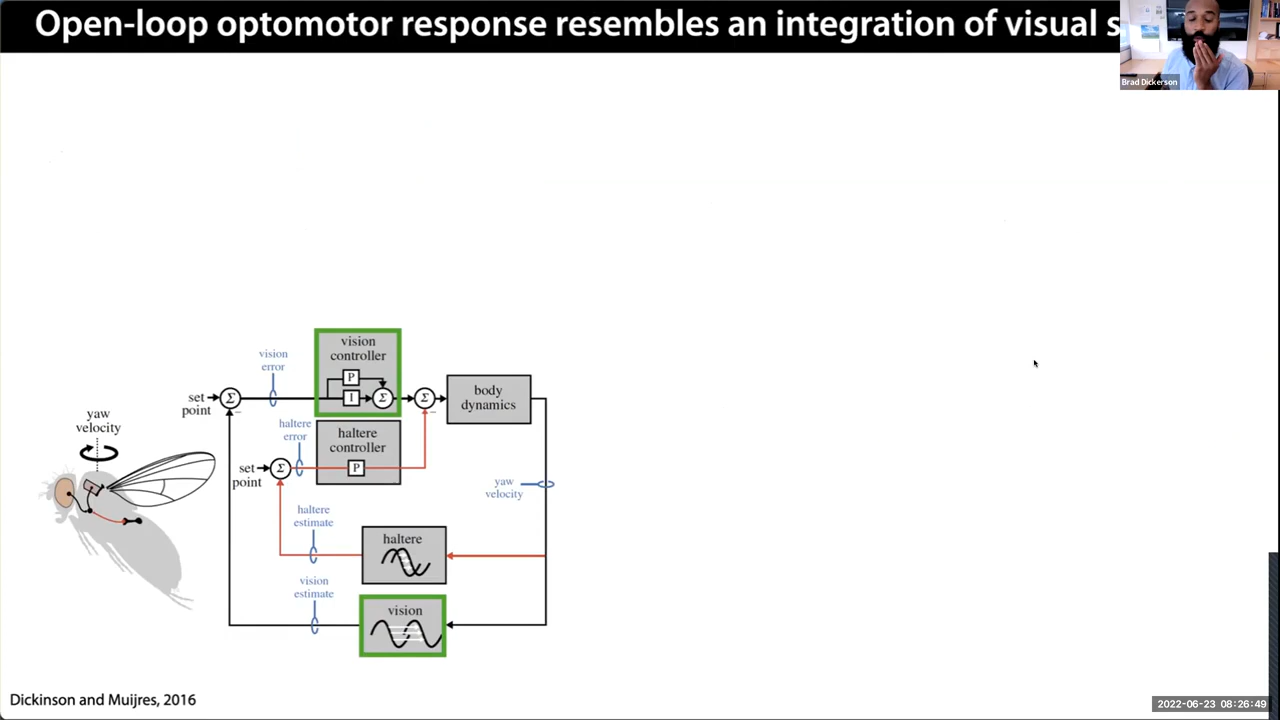 Open-loop optomotor response resembles an integration of visual s
Brad Dickerson
vision
controller
P
I
Σ
vision
error
set
point
Σ
–
Σ
–
body
dynamics
haltere
error
haltere
controller
P
set
point
Σ
yaw
velocity
yaw
velocity
haltere
estimate
haltere
vision
estimate
vision
Dickinson and Muijres, 2016
2022-06-23 08:26:49